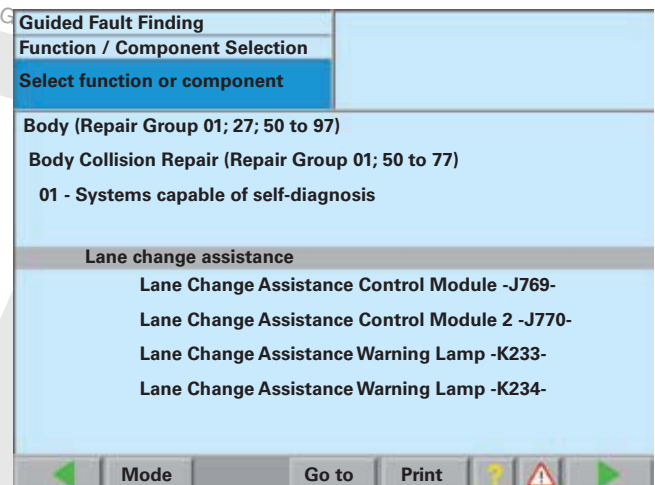 Guided Fault Finding
Function / Component Selection
Select function or component
Body (Repair Group 01; 27; 50 to 97)
Body Collision Repair (Repair Group 01; 50 to 77)
01 - Systems capable of self-diagnosis
Lane change assistance
Lane Change Assistance Control Module -J769-
Lane Change Assistance Control Module 2 -J770-
Lane Change Assistance Warning Lamp -K233-
Lane Change Assistance Warning Lamp -K234-
Mode Go to Print ?